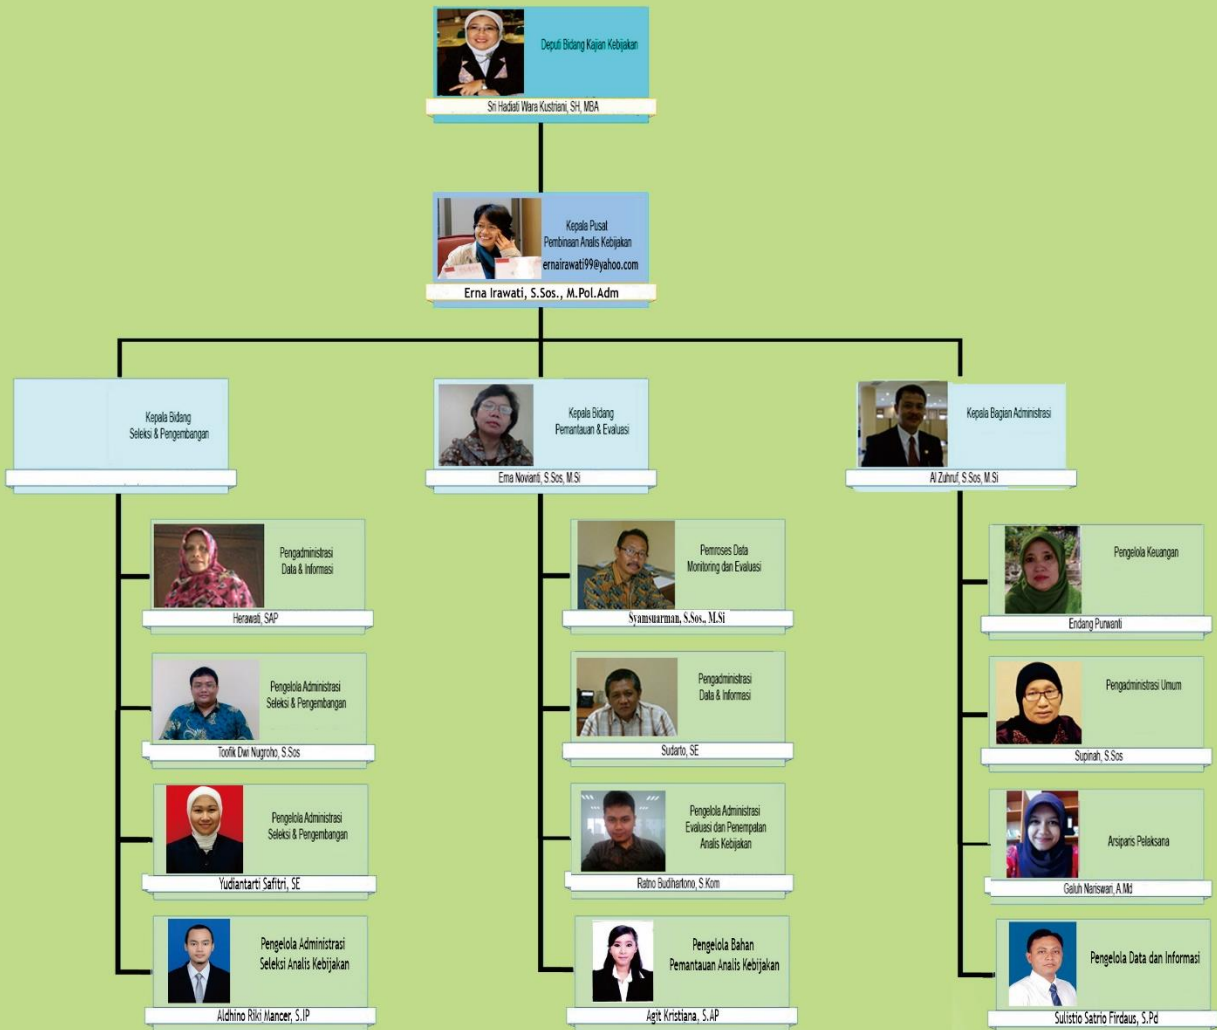 Deputi Bidang Kajian Kebijakan
Sri Hadiati Wara Kustriani, SH, MBA
Kepala Pusat
Pembinaan Analis Kebijakan
ernairawati99@yahoo.com
Erna Irawati, S.Sos., M.Pol.Adm
Kepala Bidang
Seleksi & Pengembangan
Kepala Bidang
Pemantauan & Evaluasi
Erna Novianti, S.Sos, M.Si
Kepala Bagian Administrasi
Al Zuhruf, S.Sos, M.Si
Pengadministrasi
Data & Informasi
Herawati, SAP
Pengelola Administrasi
Seleksi & Pengembangan
Toofik Dwi Nugroho, S.Sos
Pengelola Administrasi
Seleksi & Pengembangan
Yudiantarti Safitri, SE
Pengelola Administrasi
Seleksi Analis Kebijakan
Aldhino Riki Mancer, S.IP
Pemroses Data
Monitoring dan Evaluasi
Syamsuarman, S.Sos., M.Si
Pengadministrasi
Data & Informasi
Sudarto, SE
Pengelola Administrasi
Evaluasi dan Penempatan
Analis Kebijakan
Ratno Budihartono, S.Kom
Pengelola Bahan
Pemantauan Analis Kebijakan
Agit Kristiana, S.AP
Pengelola Keuangan
Endang Purwanti
Pengadministrasi Umum
Supinah, S.Sos
Arsiparis Pelaksana
Galuh Nariswari, A.Md
Pengelola Data dan Informasi
Sulistio Satrio Firdaus, S.Pd